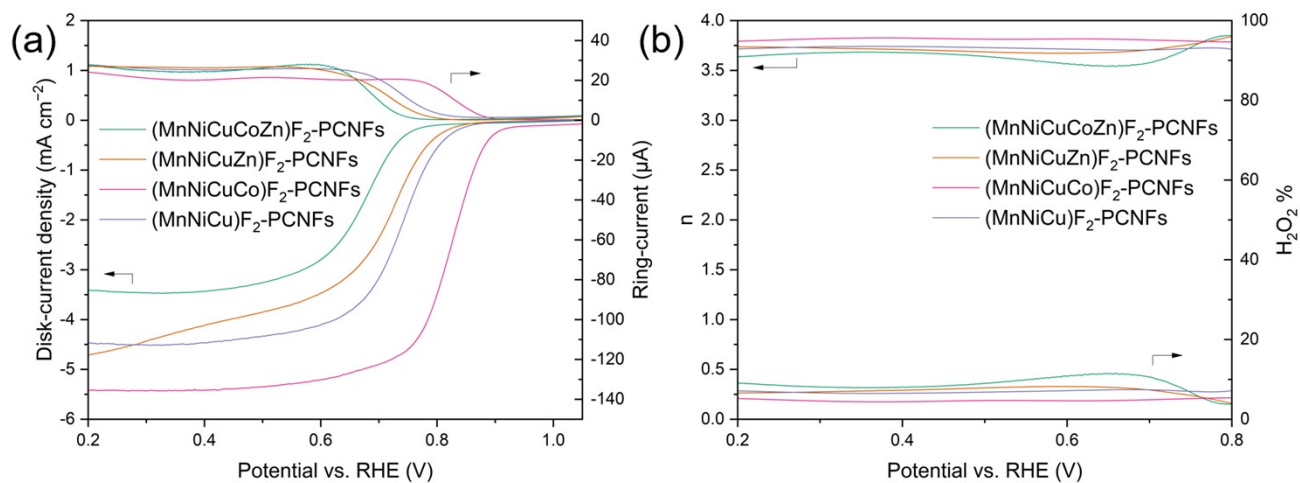 (a)
2
1
0
-1
-2
-3
-4
-5
-6
Disk-current density (mA cm⁻²)
40
20
0
-20
-40
-60
-80
-100
-120
-140
Ring-current (μA)
(MnNiCuCoZn)F₂-PCNFs
(MnNiCuZn)F₂-PCNFs
(MnNiCuCo)F₂-PCNFs
(MnNiCu)F₂-PCNFs
0.2 0.4 0.6 0.8 1.0
Potential vs. RHE (V)
(b)
4.0
3.5
3.0
2.5
2.0
1.5
1.0
0.5
0.0
n
100
80
60
40
20
0
H₂O₂ %
(MnNiCuCoZn)F₂-PCNFs
(MnNiCuZn)F₂-PCNFs
(MnNiCuCo)F₂-PCNFs
(MnNiCu)F₂-PCNFs
0.2 0.4 0.6 0.8
Potential vs. RHE (V)